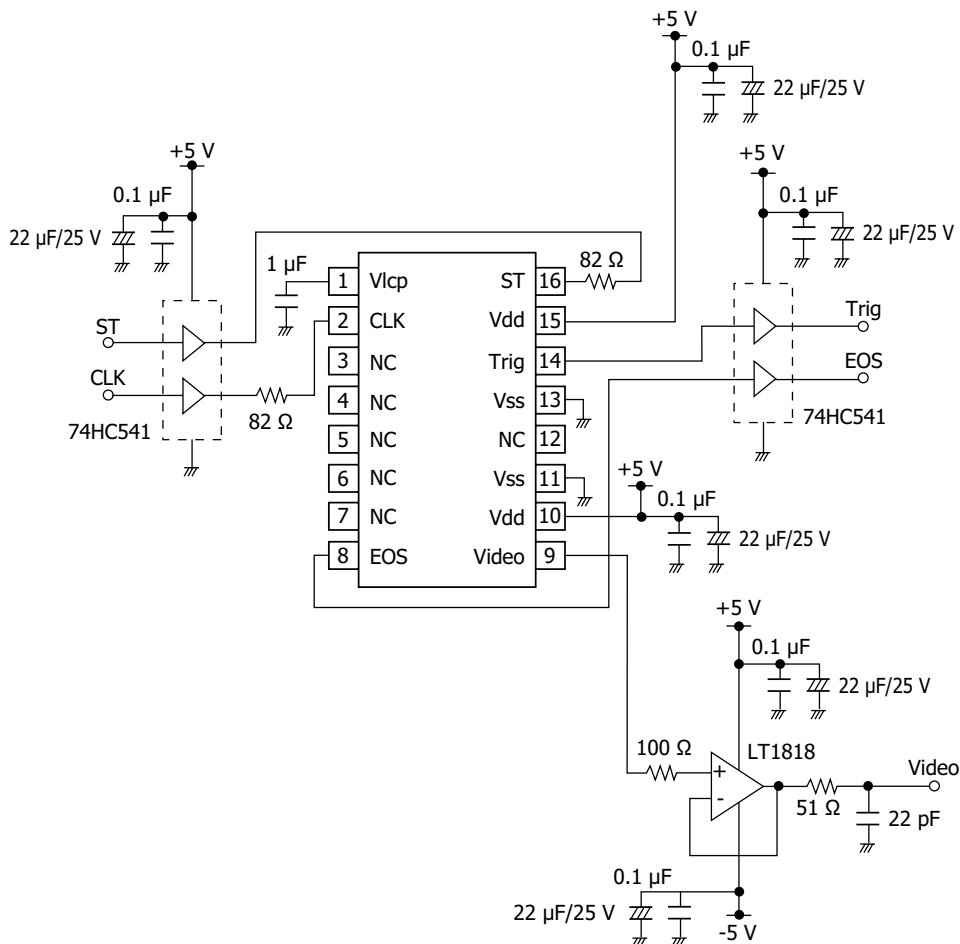 +5 V
0.1 µF
22 µF/25 V
+5 V
0.1 µF
22 µF/25 V
+5 V
0.1 µF
22 µF/25 V
ST
CLK
74HC541
82 Ω
1 µF
1 Vlcp
2 CLK
3 NC
4 NC
5 NC
6 NC
7 NC
8 EOS
ST 16
Vdd 15
Trig 14
Vss 13
NC 12
Vss 11
Vdd 10
Video 9
82 Ω
Trig
EOS
74HC541
+5 V
0.1 µF
22 µF/25 V
+5 V
0.1 µF
22 µF/25 V
100 Ω
LT1818
+
-
51 Ω
Video
22 pF
0.1 µF
22 µF/25 V
-5 V